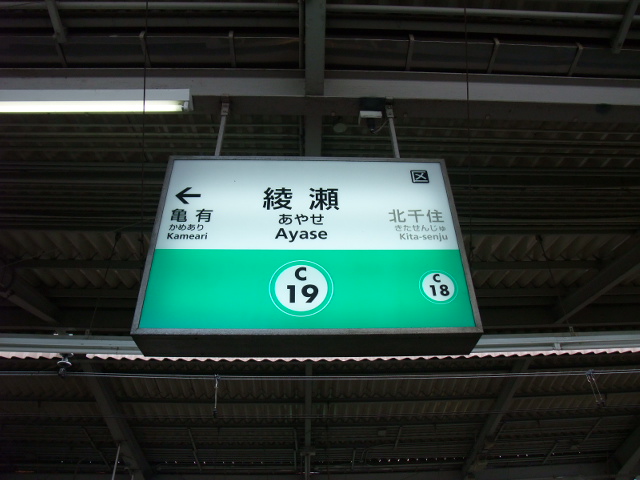 区
←
綾瀬
あやせ
Ayase
亀有
かめあり
Kameari
北千住
きたせんじゅ
Kita-senju
C
19
C
18